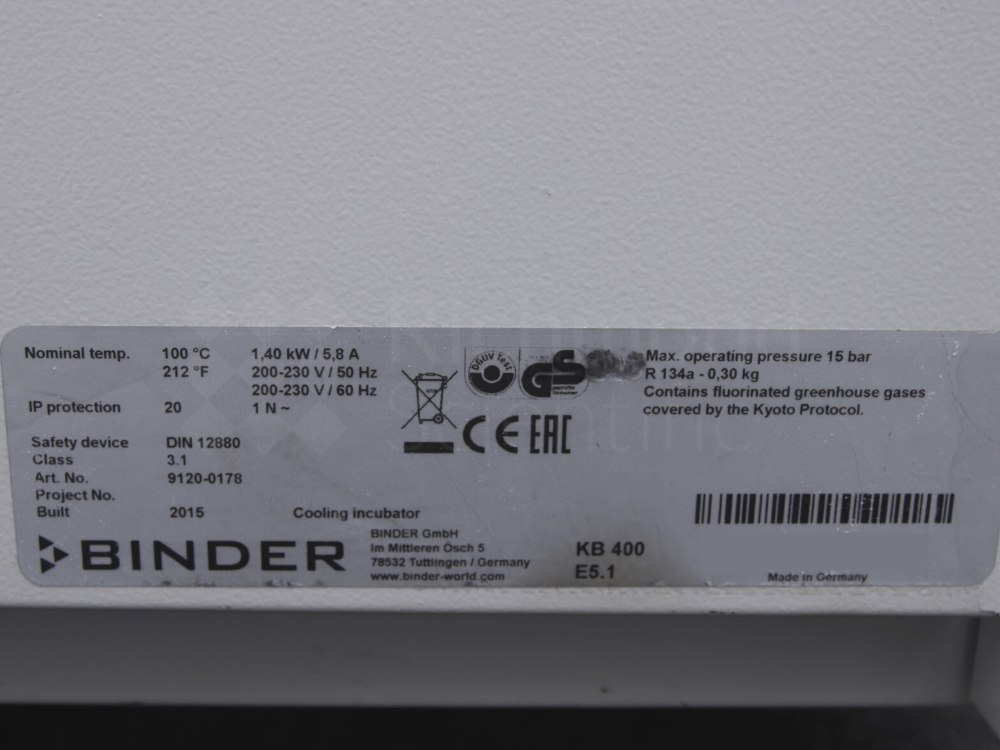 Richmond
Scientific
Nominal temp. 100 °C 1,40 kW / 5,8 A
212 °F 200-230 V / 50 Hz
200-230 V / 60 Hz
IP protection 20 1 N ~
Safety device DIN 12880
Class 3.1
Art. No. 9120-0178
Project No.
Built 2015 Cooling incubator
DGUV Test
GS
geprüfte
Sicherheit
CE EAC
Max. operating pressure 15 bar
R 134a - 0,30 kg
Contains fluorinated greenhouse gases
covered by the Kyoto Protocol.
BINDER
BINDER GmbH
Im Mittleren Ösch 5
78532 Tuttlingen / Germany
www.binder-world.com
KB 400
E5.1
Made in Germany